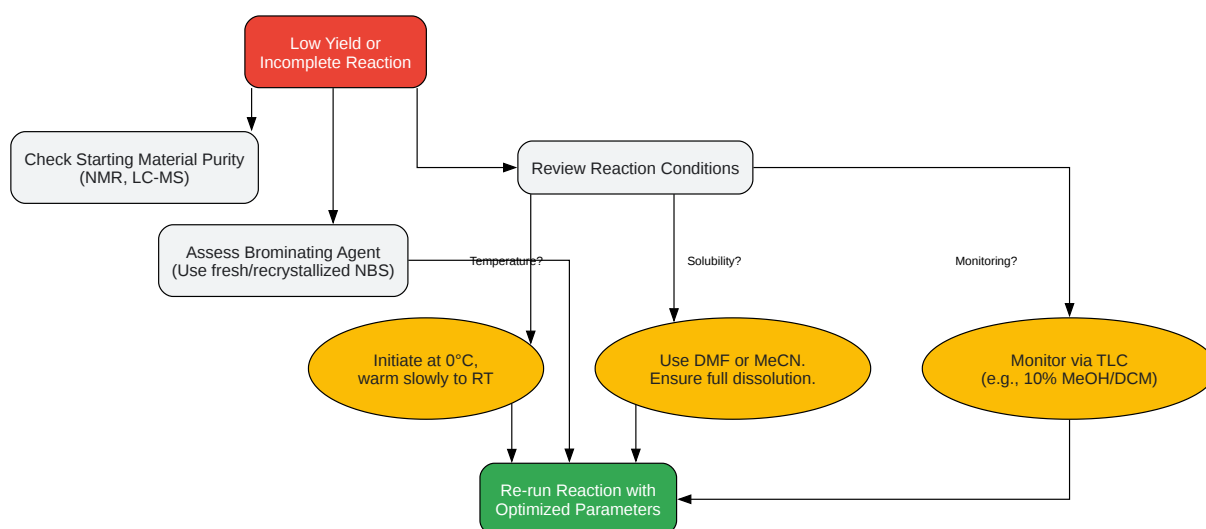 Low Yield or
Incomplete Reaction
Check Starting Material Purity
(NMR, LC-MS)
Review Reaction Conditions
Assess Brominating Agent
(Use fresh/recrystallized NBS)
Temperature?
Solubility?
Monitoring?
Initiate at 0°C,
warm slowly to RT
Use DMF or MeCN.
Ensure full dissolution.
Monitor via TLC
(e.g., 10% MeOH/DCM)
Re-run Reaction with
Optimized Parameters